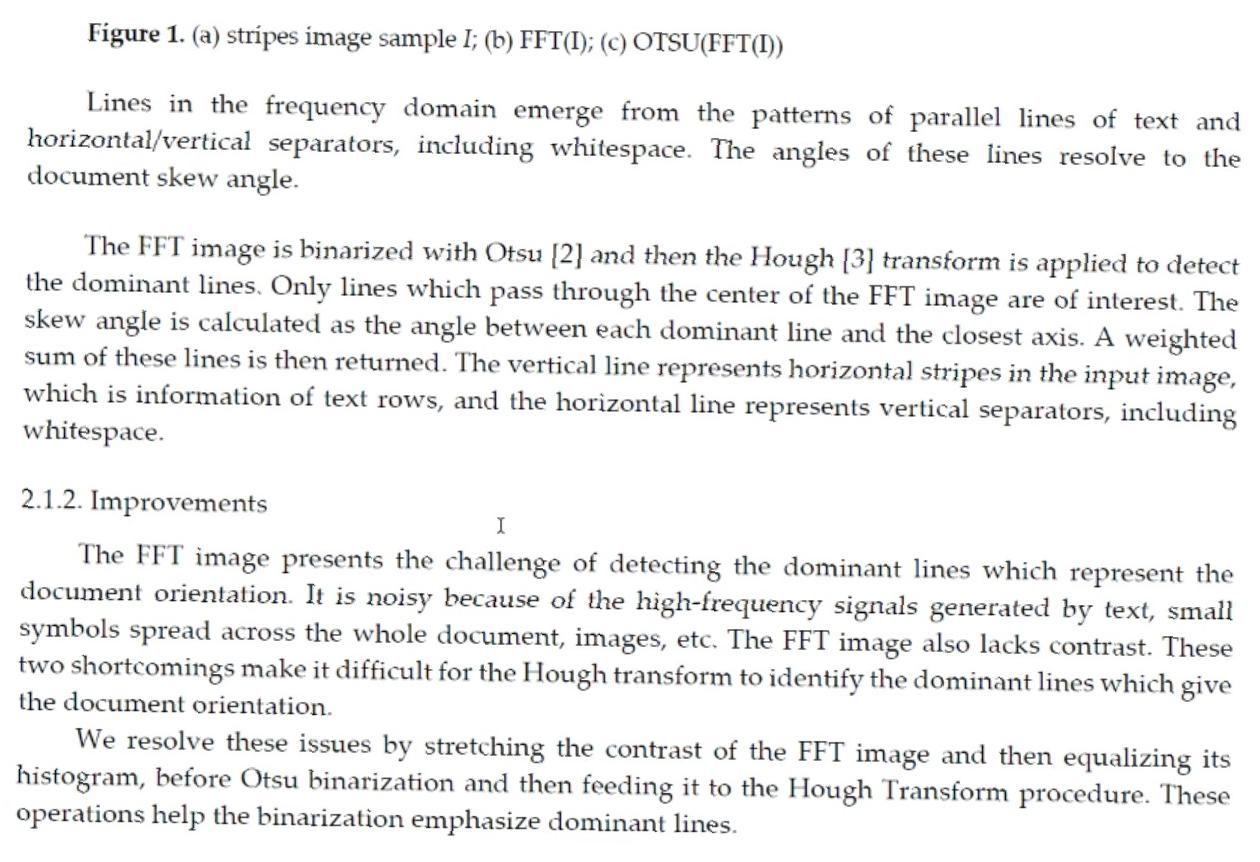 Figure 1. (a) stripes image sample I; (b) FFT(I); (c) OTSU(FFT(I))
Lines in the frequency domain emerge from the patterns of parallel lines of text and
horizontal/vertical separators, including whitespace. The angles of these lines resolve to the
document skew angle.
The FFT image is binarized with Otsu [2] and then the Hough [3] transform is applied to detect
the dominant lines. Only lines which pass through the center of the FFT image are of interest. The
skew angle is calculated as the angle between each dominant line and the closest axis. A weighted
sum of these lines is then returned. The vertical line represents horizontal stripes in the input image,
which is information of text rows, and the horizontal line represents vertical separators, including
whitespace.
2.1.2. Improvements
The FFT image presents the challenge of detecting the dominant lines which represent the
document orientation. It is noisy because of the high-frequency signals generated by text, small
symbols spread across the whole document, images, etc. The FFT image also lacks contrast. These
two shortcomings make it difficult for the Hough transform to identify the dominant lines which give
the document orientation.
We resolve these issues by stretching the contrast of the FFT image and then equalizing its
histogram, before Otsu binarization and then feeding it to the Hough Transform procedure. These
operations help the binarization emphasize dominant lines.